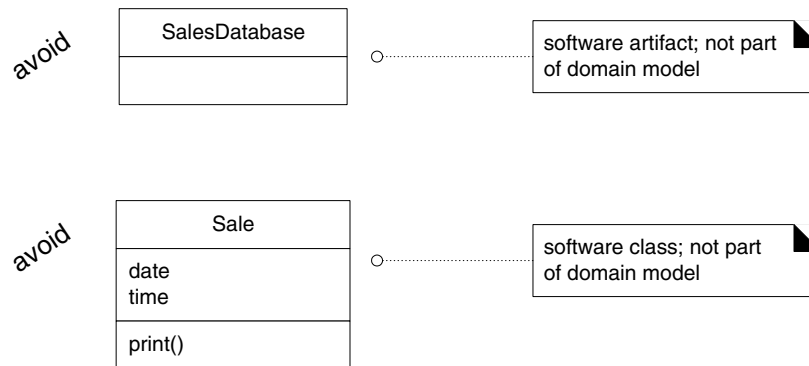 avoid
SalesDatabase
software artifact; not part
of domain model
avoid
Sale
date
time
print()
software class; not part
of domain model